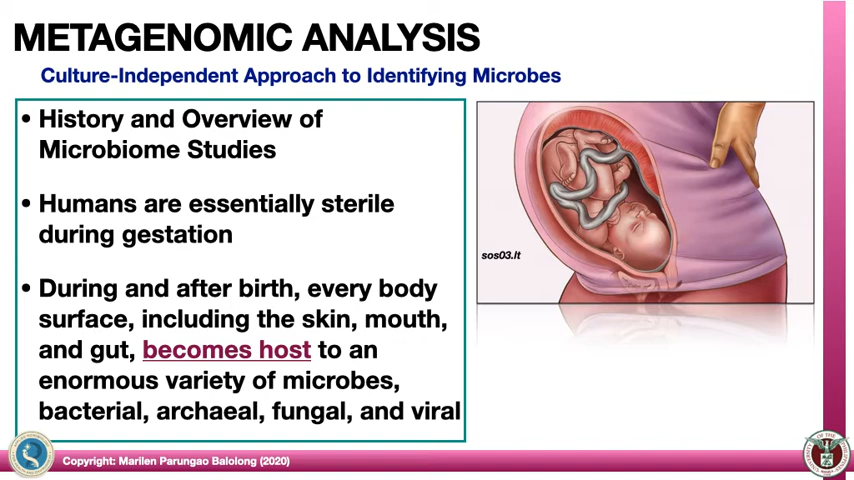 METAGENOMIC ANALYSIS
Culture-Independent Approach to Identifying Microbes
• History and Overview of
Microbiome Studies
• Humans are essentially sterile
during gestation
• During and after birth, every body
surface, including the skin, mouth,
and gut, becomes host to an
enormous variety of microbes,
bacterial, archaeal, fungal, and viral
sos03.lt
Copyright: Marilen Parungao Balolong (2020)